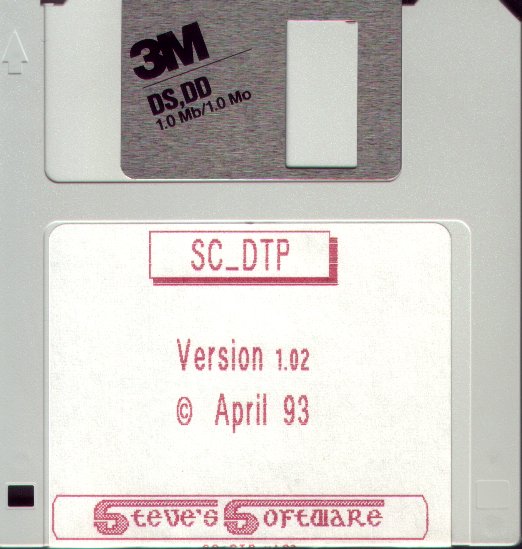 3M
DS,DD
1.0 Mb/1.0 Mo
SC_DTP
Version 1.02
© April 93
Steve's Software